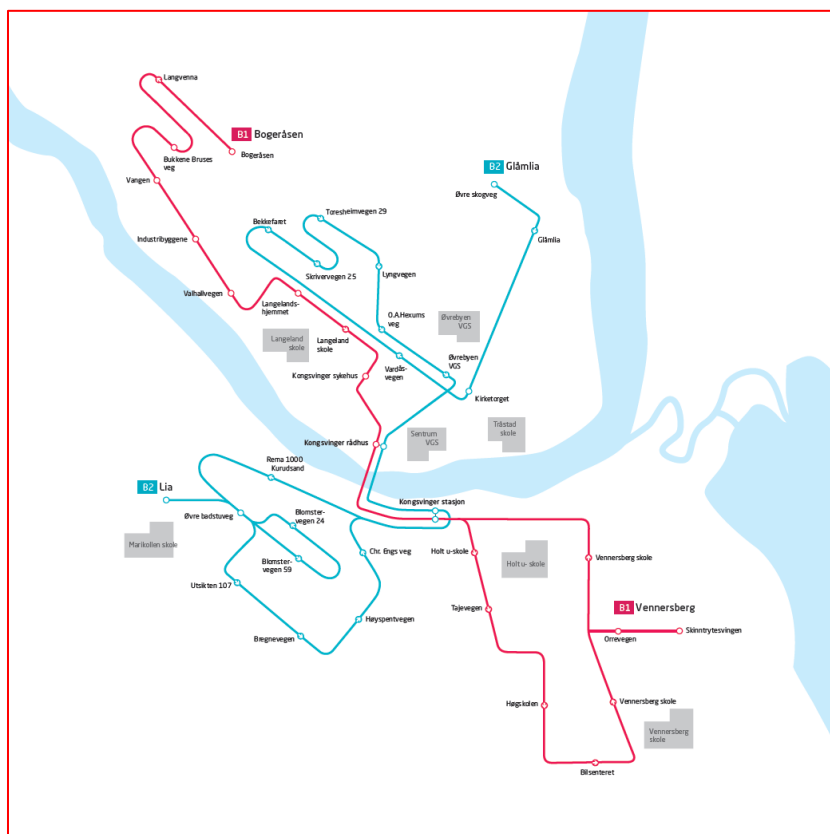 Langvenna
B1 Bogeråsen
Bogeråsen
Bukkene Bruses
veg
Vangen
B2 Glåmlia
Øvre skogveg
Glåmlia
Toresheimvegen 29
Bekkefaret
Industribyggene
Skrivervegen 25
Lyngvegen
Valhallvegen
Langelands-
hjemmet
O.A.Hexums
veg
Øvrebyen
VGS
Langeland
skole
Langeland
skole
Vardås-
vegen
Øvrebyen
VGS
Kongsvinger sykehus
Kirketorget
Kongsvinger rådhus
Sentrum
VGS
Tråstad
skole
Rema 1000
Kurudsand
B2 Lia
Øvre badstuveg
Blomster-
vegen 24
Kongsvinger stasjon
Marikollen skole
Blomster-
vegen 59
Chr. Engs veg
Holt u-skole
Holt u- skole
Vennersberg skole
Utsikten 107
Høyspentvegen
Tajevegen
B1 Vennersberg
Bregnevegen
Orrevegen
Skinntrytesvingen
Høgskolen
Vennersberg skole
Vennersberg
skole
Bilsenteret